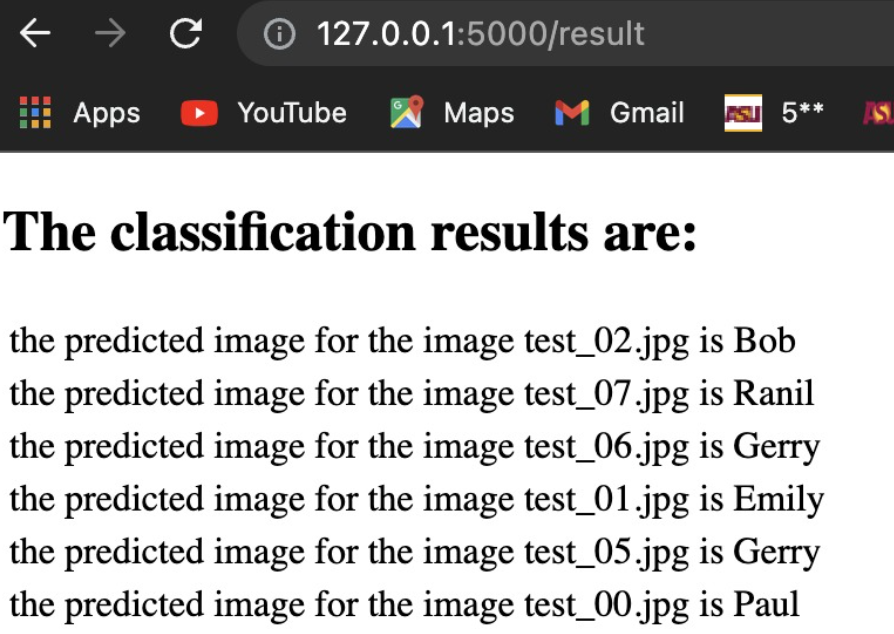 127.0.0.1:5000/result
Apps YouTube Maps Gmail ASU 5** ASU
The classification results are:
the predicted image for the image test_02.jpg is Bob
the predicted image for the image test_07.jpg is Ranil
the predicted image for the image test_06.jpg is Gerry
the predicted image for the image test_01.jpg is Emily
the predicted image for the image test_05.jpg is Gerry
the predicted image for the image test_00.jpg is Paul